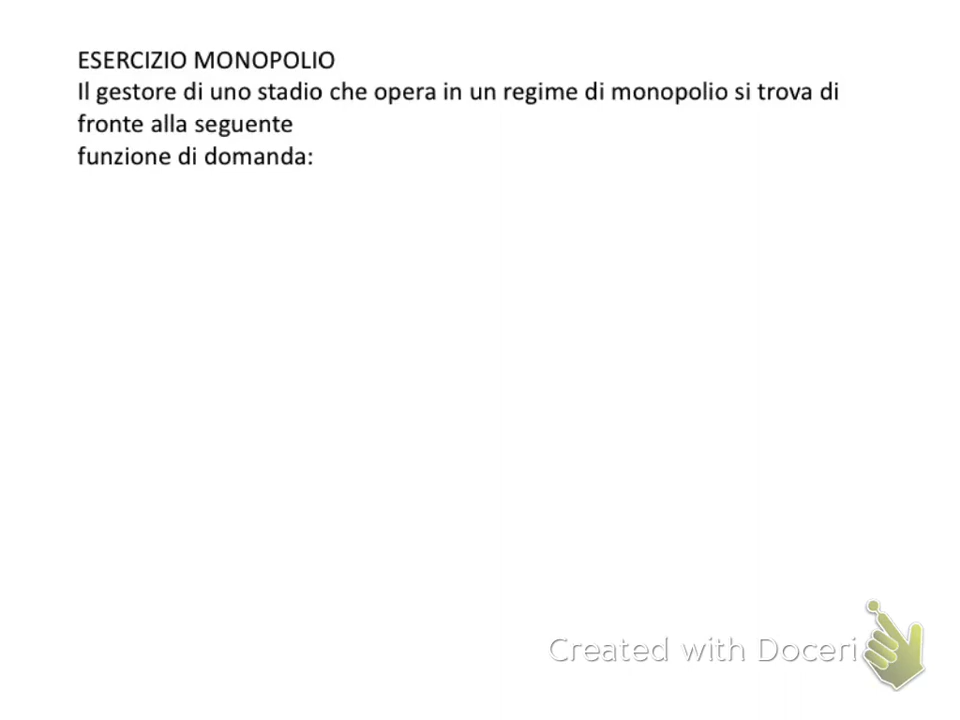 ESERCIZIO MONOPOLIO
Il gestore di uno stadio che opera in un regime di monopolio si trova di
fronte alla seguente
funzione di domanda:
Created with Doceri